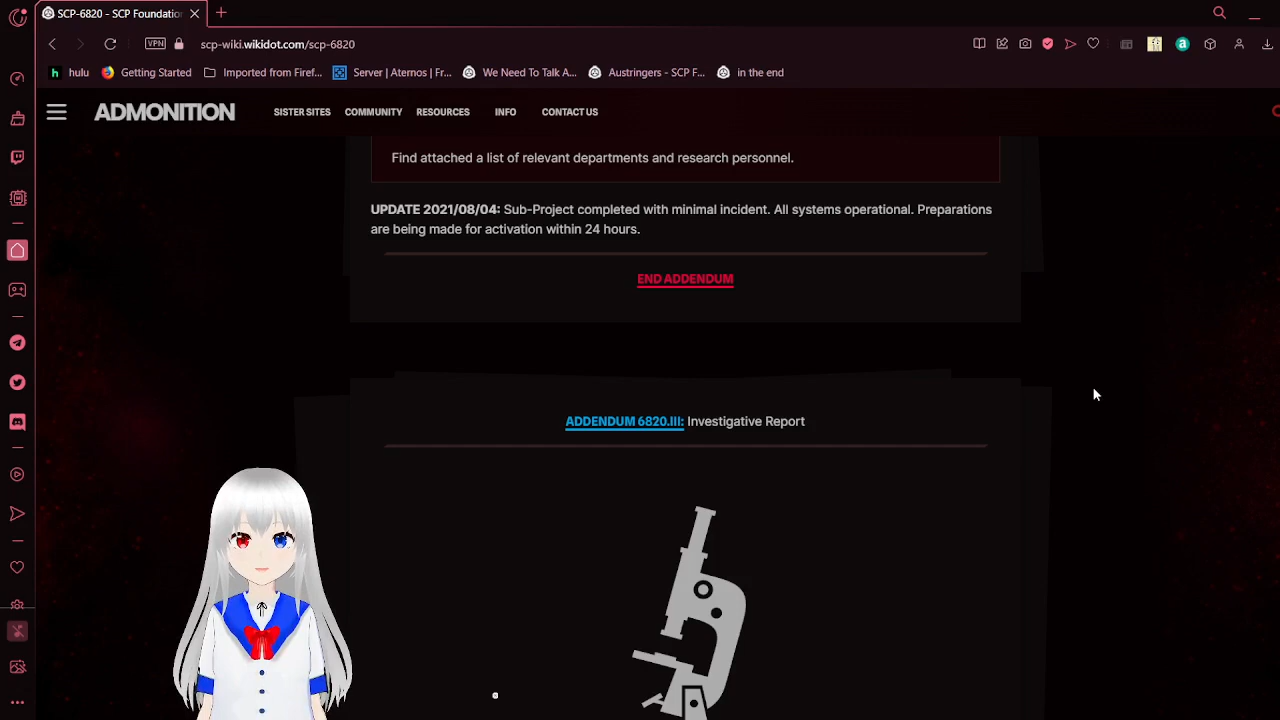 SCP-6820 - SCP Foundatio
VPN
scp-wiki.wikidot.com/scp-6820
h hulu
Getting Started
Imported from Firef...
Server | Aternos | Fr...
We Need To Talk A...
Austringers - SCP F...
in the end
ADMONITION
SISTER SITES
COMMUNITY
RESOURCES
INFO
CONTACT US
Find attached a list of relevant departments and research personnel.
UPDATE 2021/08/04: Sub-Project completed with minimal incident. All systems operational. Preparations
are being made for activation within 24 hours.
END ADDENDUM
ADDENDUM 6820.III: Investigative Report